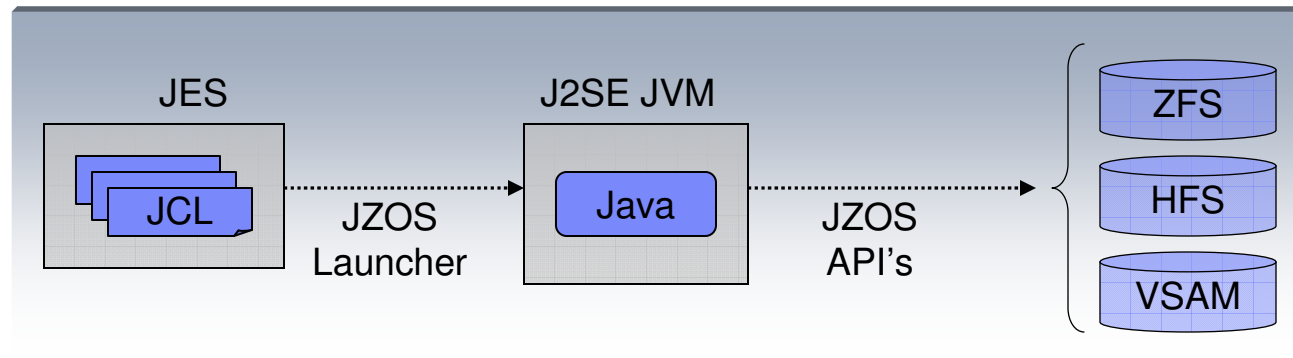 JES
JCL
JZOS
Launcher
J2SE JVM
Java
JZOS
API's
ZFS
HFS
VSAM